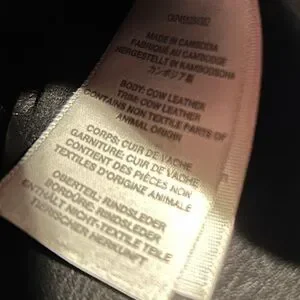 MADE IN CAMBODIA
FABRIQUE AU CAMBODGE
HERGESTELLT IN KAMBODSCHA
カンボジア製
BODY: COW LEATHER
TRIM: COW LEATHER
CONTAINS NON TEXTILE PARTS OF
ANIMAL ORIGIN
CORPS: CUIR DE VACHE
GARNITURE: CUIR DE VACHE
CONTIENT DES PIÈCES NON
TEXTILES D'ORIGINE ANIMALE
OBERTEIL: RINDSLEDER
BORDÜRE: RINDSLEDER
ENTHÄLT NICHT-TEXTILE TEILE
TIERISCHER HERKUNFT